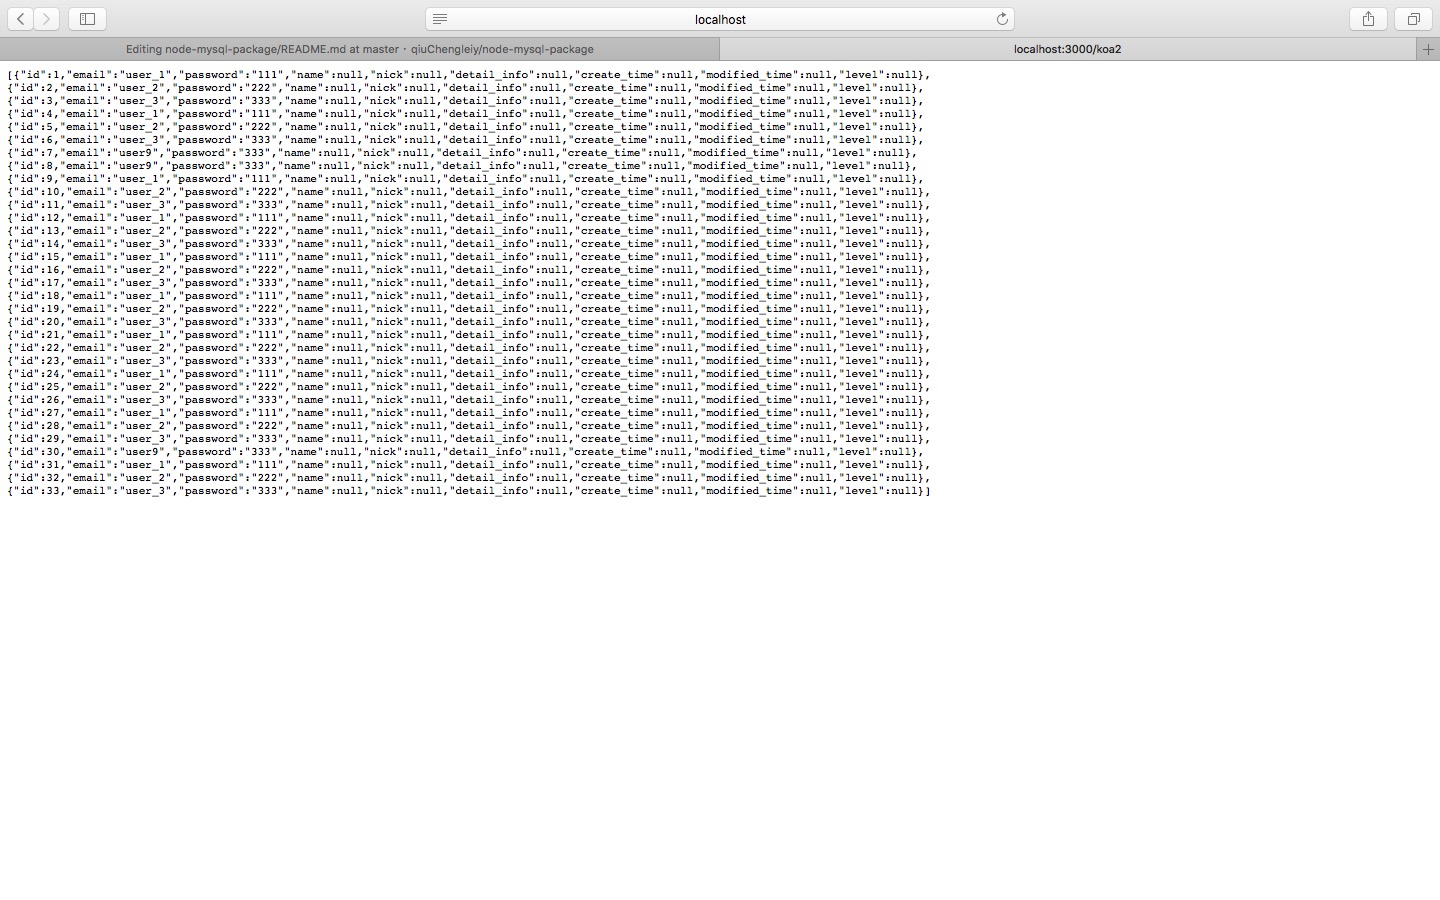 localhost
Editing node-mysql-package/README.md at master · qiuChengleiy/node-mysql-package
localhost:3000/koa2
[{"id":1,"email":"user_1","password":"111","name":null,"nick":null,"detail_info":null,"create_time":null,"modified_time":null,"level":null},
{"id":2,"email":"user_2","password":"222","name":null,"nick":null,"detail_info":null,"create_time":null,"modified_time":null,"level":null},
{"id":3,"email":"user_3","password":"333","name":null,"nick":null,"detail_info":null,"create_time":null,"modified_time":null,"level":null},
{"id":4,"email":"user_1","password":"111","name":null,"nick":null,"detail_info":null,"create_time":null,"modified_time":null,"level":null},
{"id":5,"email":"user_2","password":"222","name":null,"nick":null,"detail_info":null,"create_time":null,"modified_time":null,"level":null},
{"id":6,"email":"user_3","password":"333","name":null,"nick":null,"detail_info":null,"create_time":null,"modified_time":null,"level":null},
{"id":7,"email":"user9","password":"333","name":null,"nick":null,"detail_info":null,"create_time":null,"modified_time":null,"level":null},
{"id":8,"email":"user9","password":"333","name":null,"nick":null,"detail_info":null,"create_time":null,"modified_time":null,"level":null},
{"id":9,"email":"user_1","password":"111","name":null,"nick":null,"detail_info":null,"create_time":null,"modified_time":null,"level":null},
{"id":10,"email":"user_2","password":"222","name":null,"nick":null,"detail_info":null,"create_time":null,"modified_time":null,"level":null},
{"id":11,"email":"user_3","password":"333","name":null,"nick":null,"detail_info":null,"create_time":null,"modified_time":null,"level":null},
{"id":12,"email":"user_1","password":"111","name":null,"nick":null,"detail_info":null,"create_time":null,"modified_time":null,"level":null},
{"id":13,"email":"user_2","password":"222","name":null,"nick":null,"detail_info":null,"create_time":null,"modified_time":null,"level":null},
{"id":14,"email":"user_3","password":"333","name":null,"nick":null,"detail_info":null,"create_time":null,"modified_time":null,"level":null},
{"id":15,"email":"user_1","password":"111","name":null,"nick":null,"detail_info":null,"create_time":null,"modified_time":null,"level":null},
{"id":16,"email":"user_2","password":"222","name":null,"nick":null,"detail_info":null,"create_time":null,"modified_time":null,"level":null},
{"id":17,"email":"user_3","password":"333","name":null,"nick":null,"detail_info":null,"create_time":null,"modified_time":null,"level":null},
{"id":18,"email":"user_1","password":"111","name":null,"nick":null,"detail_info":null,"create_time":null,"modified_time":null,"level":null},
{"id":19,"email":"user_2","password":"222","name":null,"nick":null,"detail_info":null,"create_time":null,"modified_time":null,"level":null},
{"id":20,"email":"user_3","password":"333","name":null,"nick":null,"detail_info":null,"create_time":null,"modified_time":null,"level":null},
{"id":21,"email":"user_1","password":"111","name":null,"nick":null,"detail_info":null,"create_time":null,"modified_time":null,"level":null},
{"id":22,"email":"user_2","password":"222","name":null,"nick":null,"detail_info":null,"create_time":null,"modified_time":null,"level":null},
{"id":23,"email":"user_3","password":"333","name":null,"nick":null,"detail_info":null,"create_time":null,"modified_time":null,"level":null},
{"id":24,"email":"user_1","password":"111","name":null,"nick":null,"detail_info":null,"create_time":null,"modified_time":null,"level":null},
{"id":25,"email":"user_2","password":"222","name":null,"nick":null,"detail_info":null,"create_time":null,"modified_time":null,"level":null},
{"id":26,"email":"user_3","password":"333","name":null,"nick":null,"detail_info":null,"create_time":null,"modified_time":null,"level":null},
{"id":27,"email":"user_1","password":"111","name":null,"nick":null,"detail_info":null,"create_time":null,"modified_time":null,"level":null},
{"id":28,"email":"user_2","password":"222","name":null,"nick":null,"detail_info":null,"create_time":null,"modified_time":null,"level":null},
{"id":29,"email":"user_3","password":"333","name":null,"nick":null,"detail_info":null,"create_time":null,"modified_time":null,"level":null},
{"id":30,"email":"user9","password":"333","name":null,"nick":null,"detail_info":null,"create_time":null,"modified_time":null,"level":null},
{"id":31,"email":"user_1","password":"111","name":null,"nick":null,"detail_info":null,"create_time":null,"modified_time":null,"level":null},
{"id":32,"email":"user_2","password":"222","name":null,"nick":null,"detail_info":null,"create_time":null,"modified_time":null,"level":null},
{"id":33,"email":"user_3","password":"333","name":null,"nick":null,"detail_info":null,"create_time":null,"modified_time":null,"level":null}]